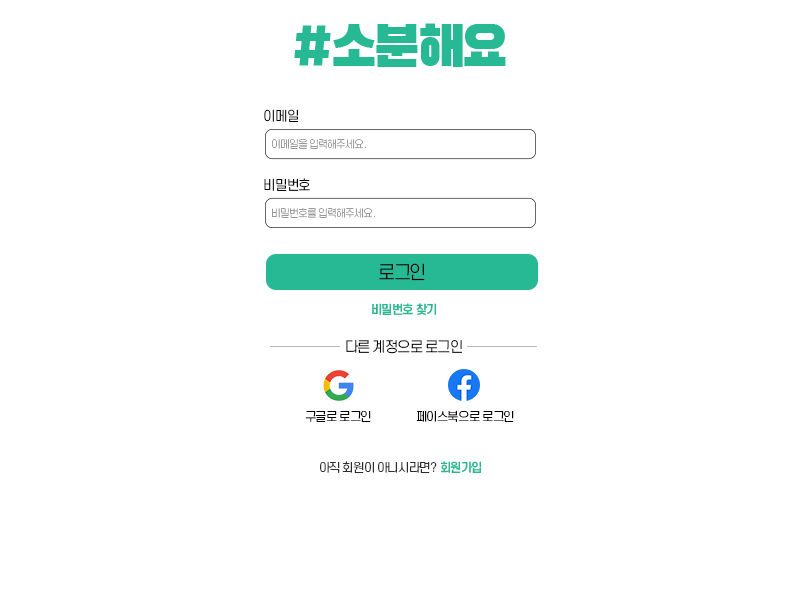 #소분해요
이메일
이메일을 입력해주세요.
비밀번호
비밀번호를 입력해주세요.
로그인
비밀번호 찾기
다른 계정으로 로그인
구글로 로그인
페이스북으로 로그인
아직 회원이 아니시라면? 회원가입